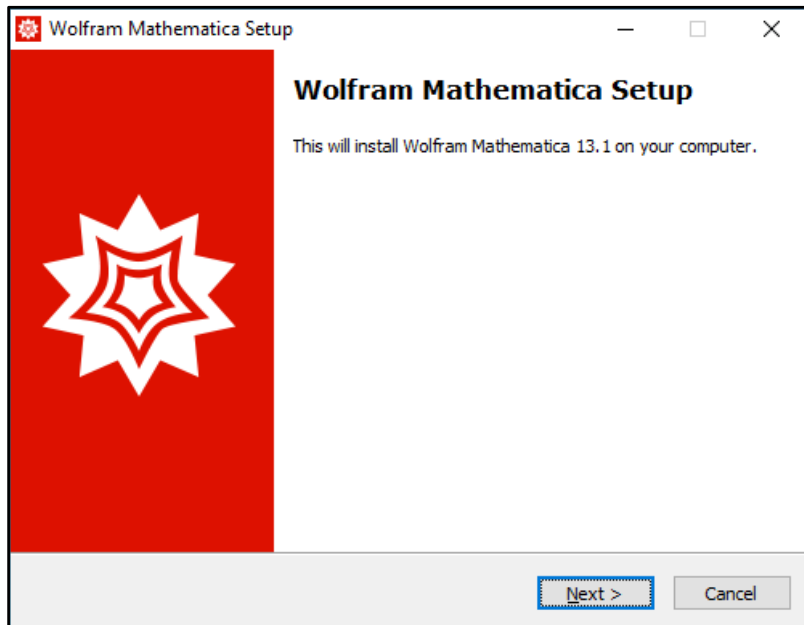 Wolfram Mathematica Setup
Wolfram Mathematica Setup
This will install Wolfram Mathematica 13.1 on your computer.
Next >
Cancel